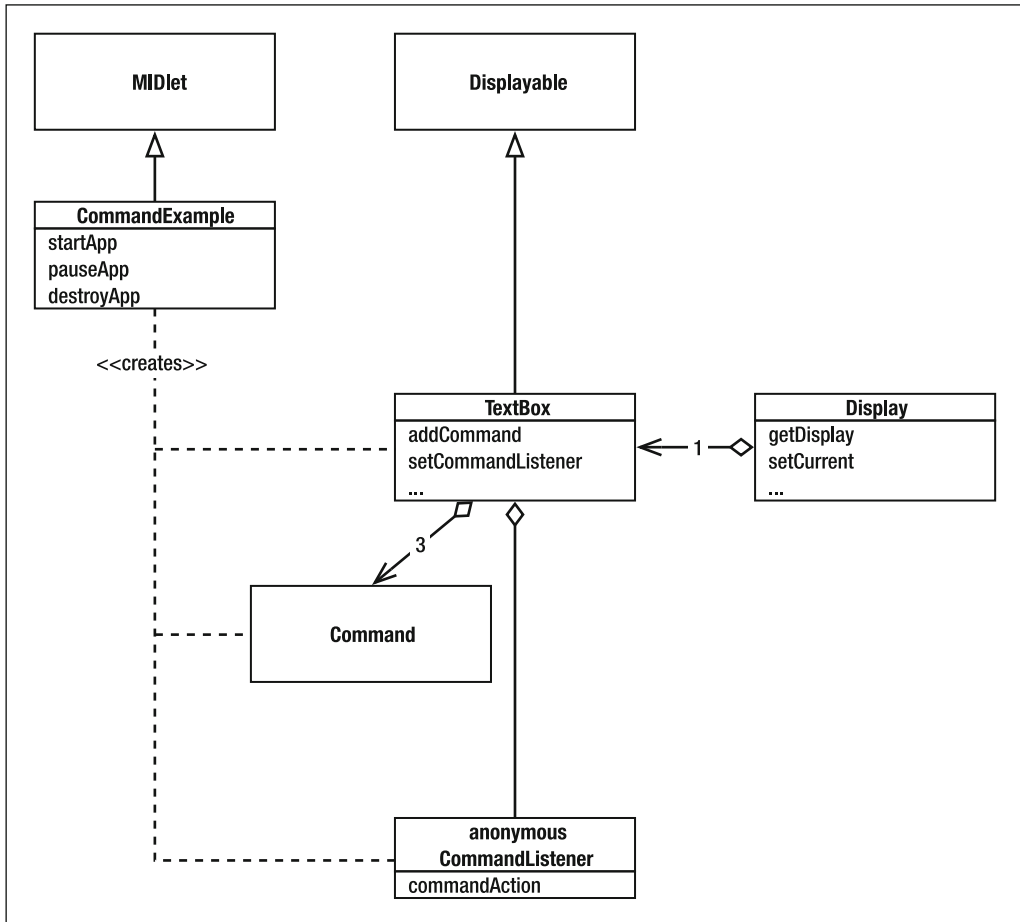 MIDlet
Displayable
CommandExample
startApp
pauseApp
destroyApp
<<creates>>
TextBox
addCommand
setCommandListener
...
1
Display
getDisplay
setCurrent
...
3
Command
anonymous
CommandListener
commandAction